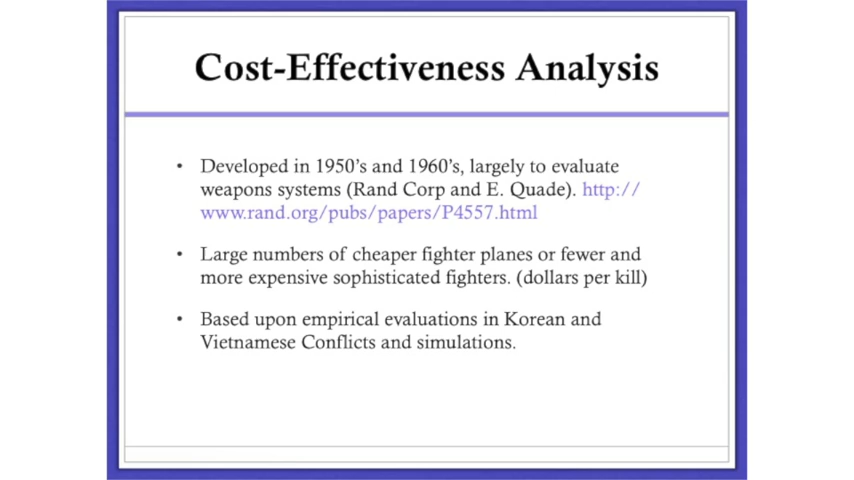 Cost-Effectiveness Analysis
• Developed in 1950's and 1960's, largely to evaluate
weapons systems (Rand Corp and E. Quade). http://
www.rand.org/pubs/papers/P4557.html
• Large numbers of cheaper fighter planes or fewer and
more expensive sophisticated fighters. (dollars per kill)
• Based upon empirical evaluations in Korean and
Vietnamese Conflicts and simulations.